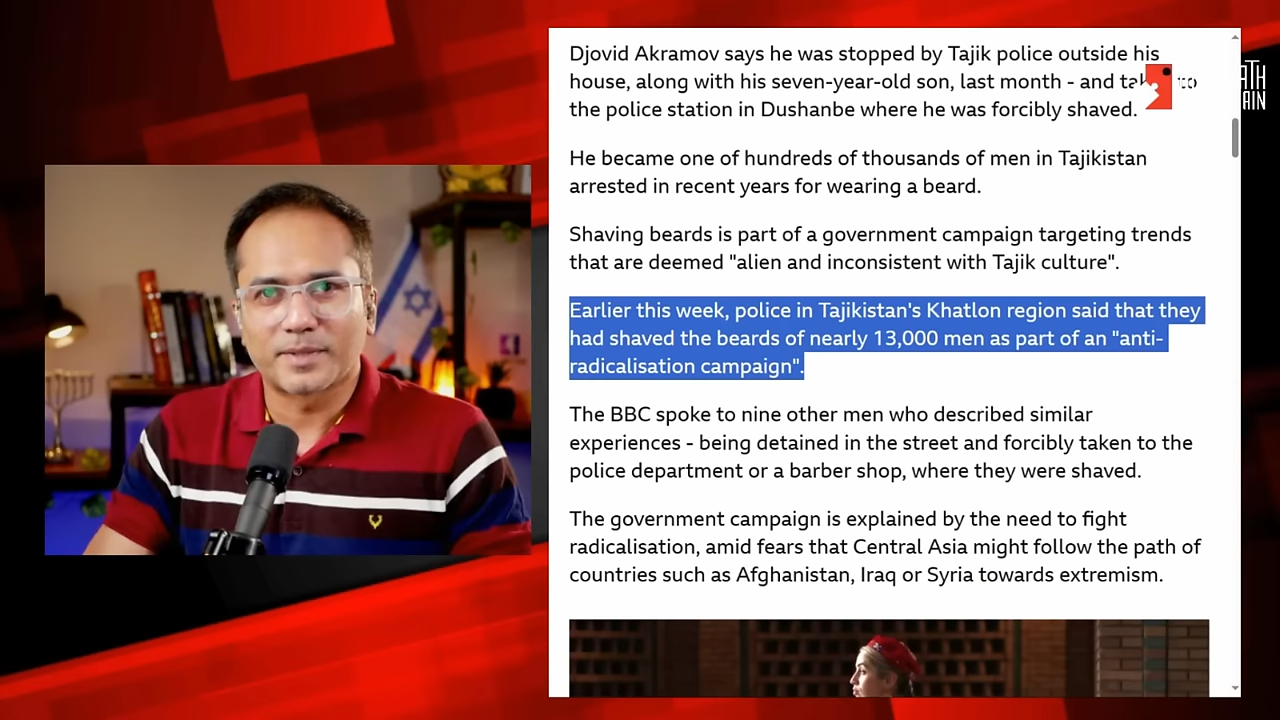 Djovid Akramov says he was stopped by Tajik police outside his
house, along with his seven-year-old son, last month - and
the police station in Dushanbe where he was forcibly shaved.
He became one of hundreds of thousands of men in Tajikistan
arrested in recent years for wearing a beard.
Shaving beards is part of a government campaign targeting trends
that are deemed "alien and inconsistent with Tajik culture".
Earlier this week, police in Tajikistan's Khatlon region said that they
had shaved the beards of nearly 13,000 men as part of an "anti-
radicalisation campaign".
The BBC spoke to nine other men who described similar
experiences - being detained in the street and forcibly taken to the
police department or a barber shop, where they were shaved.
The government campaign is explained by the need to fight
radicalisation, amid fears that Central Asia might follow the path of
countries such as Afghanistan, Iraq or Syria towards extremism.